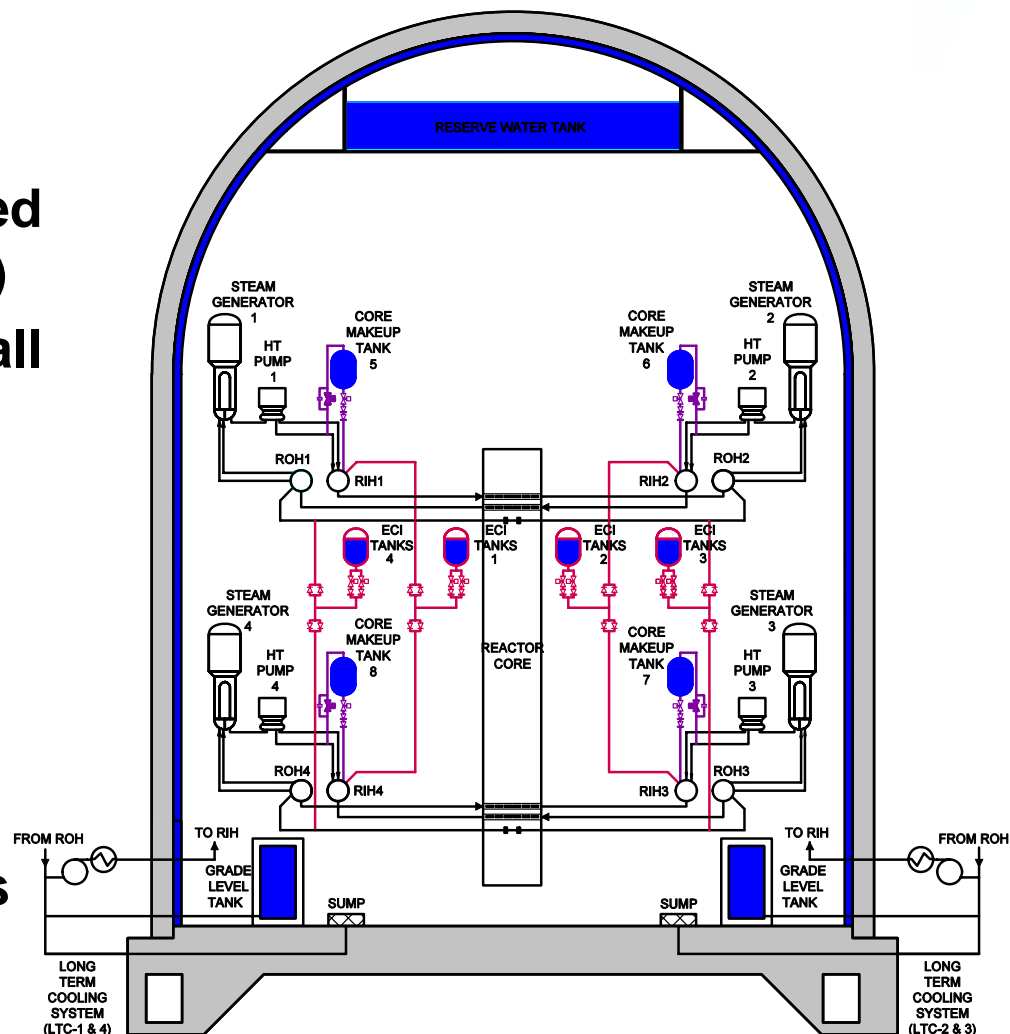 RESERVE WATER TANK
ed
)
all
s
STEAM
GENERATOR
1
HT
PUMP
1
CORE
MAKEUP
TANK
5
CORE
MAKEUP
TANK
6
HT
PUMP
2
STEAM
GENERATOR
2
ROH1
RIH1
RIH2
ROH2
ECI
TANKS
4
ECI
TANKS
1
ECI
TANKS
2
ECI
TANKS
3
STEAM
GENERATOR
4
HT
PUMP
4
CORE
MAKEUP
TANK
8
REACTOR
CORE
CORE
MAKEUP
TANK
7
HT
PUMP
3
STEAM
GENERATOR
3
ROH4
RIH4
RIH3
ROH3
FROM ROH
TO RIH
GRADE
LEVEL
TANK
SUMP
SUMP
TO RIH
GRADE
LEVEL
TANK
FROM ROH
LONG
TERM
COOLING
SYSTEM
(LTC-1 & 4)
LONG
TERM
COOLING
SYSTEM
(LTC-2 & 3)